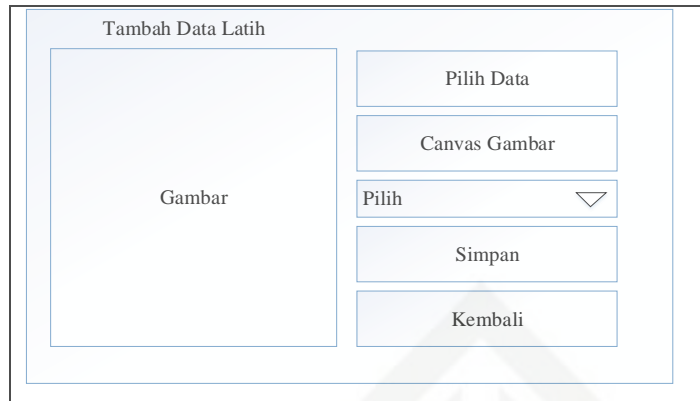 Tambah Data Latih
Gambar
Pilih Data
Canvas Gambar
Pilih
Simpan
Kembali